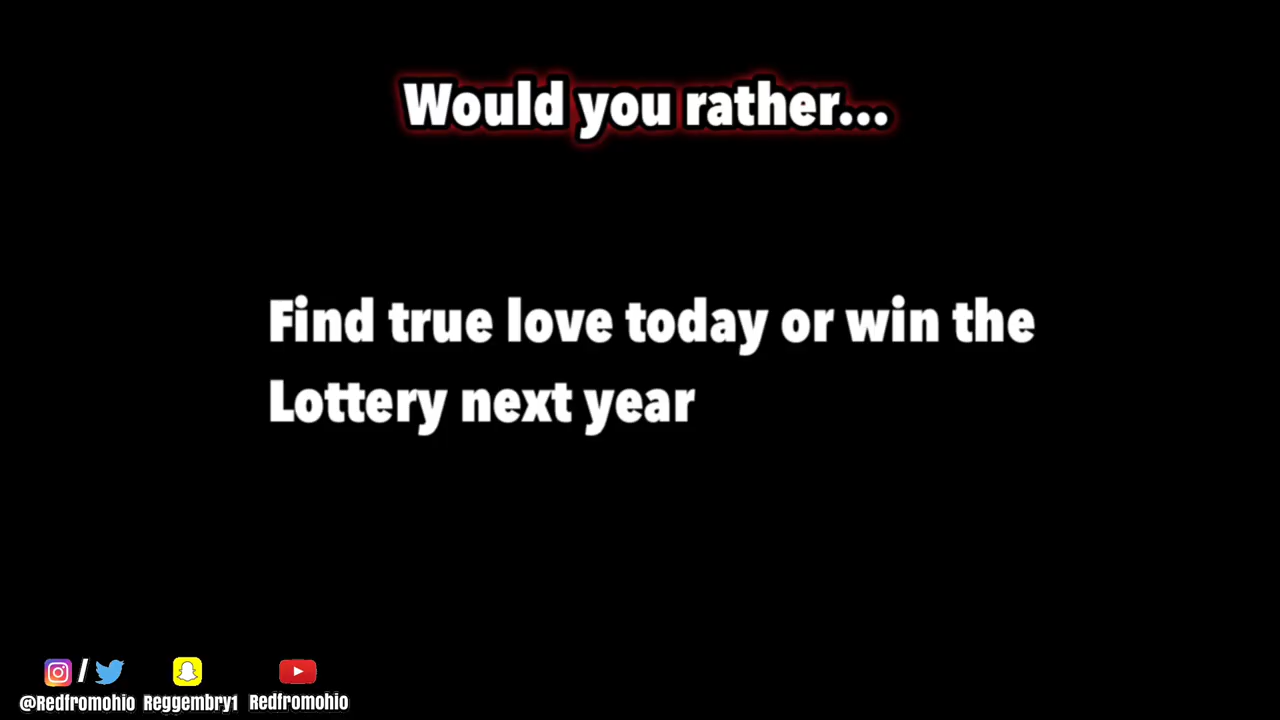 Would you rather...
Find true love today or win the
Lottery next year
/
@Redfromohio Reggembry1 Redfromohio